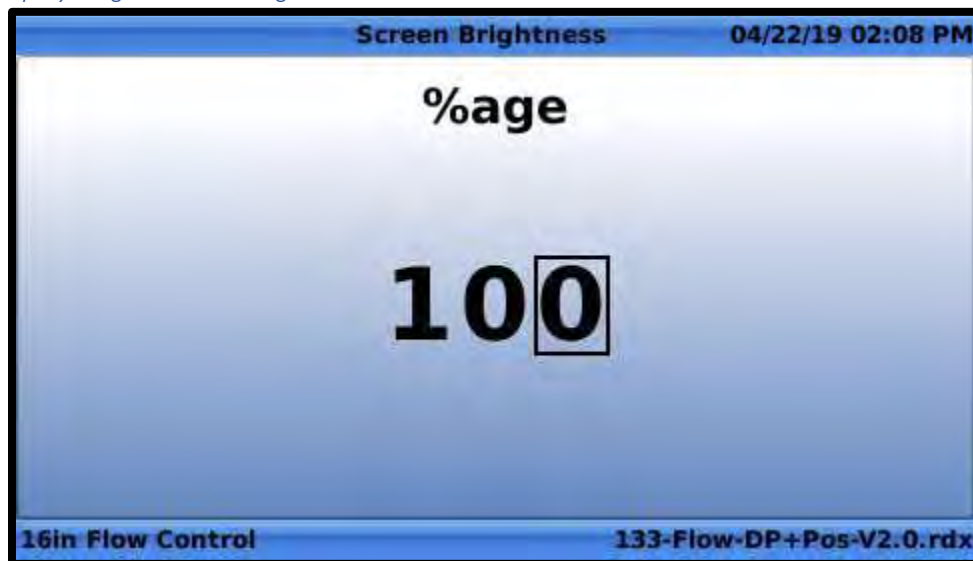 Screen Brightness 04/22/19 02:08 PM
%age
100
16in Flow Control 133-Flow-DP+Pos-V2.0.rdx